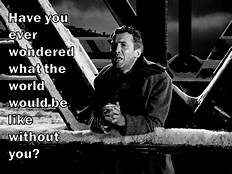 Have you
ever
wondered
what the
world
would be
like
without
you?